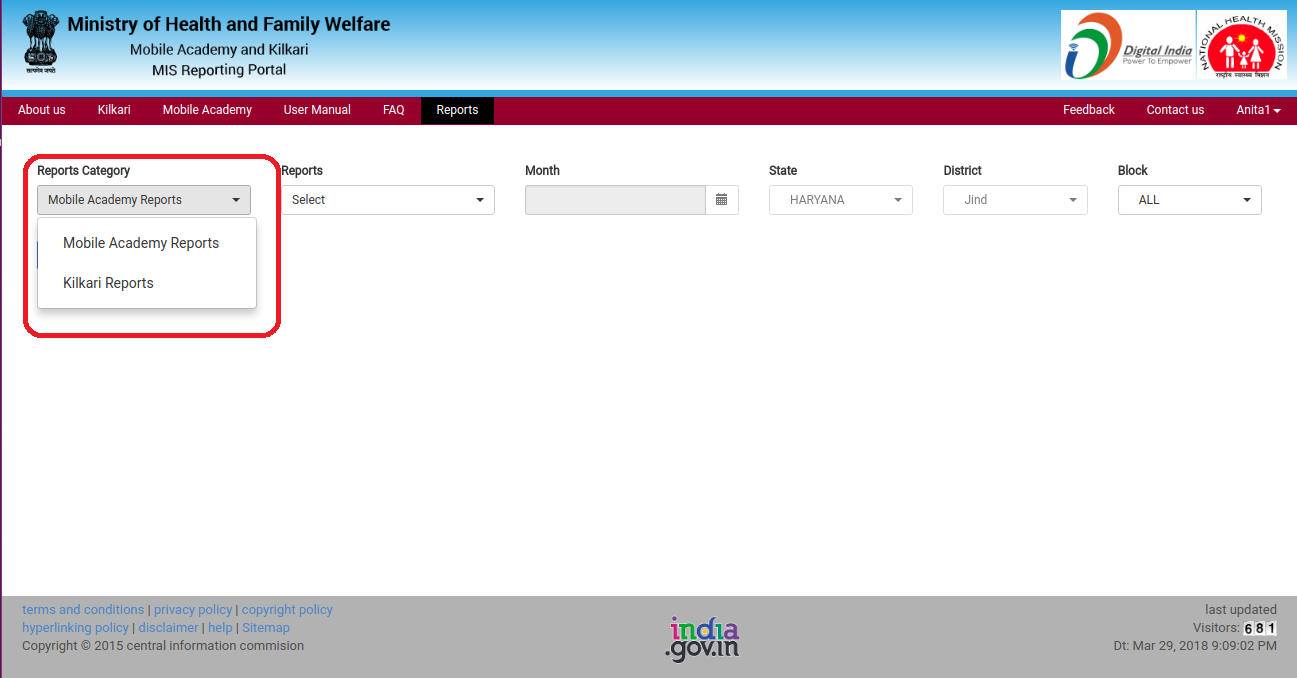 Ministry of Health and Family Welfare
Mobile Academy and Kilkari
MIS Reporting Portal
सत्यमेव जयते
Digital India
Power To Empower
NATIONAL HEALTH MISSION
राष्ट्रीय स्वास्थ्य मिशन
About us Kilkari Mobile Academy User Manual FAQ Reports Feedback Contact us Anita1
Reports Category Reports Month State District Block
Mobile Academy Reports Select HARYANA Jind ALL
Mobile Academy Reports
Kilkari Reports
terms and conditions | privacy policy | copyright policy
hyperlinking policy | disclaimer | help | Sitemap
Copyright © 2015 central information commision
india
.gov.in
last updated
Visitors: 681
Dt: Mar 29, 2018 9:09:02 PM